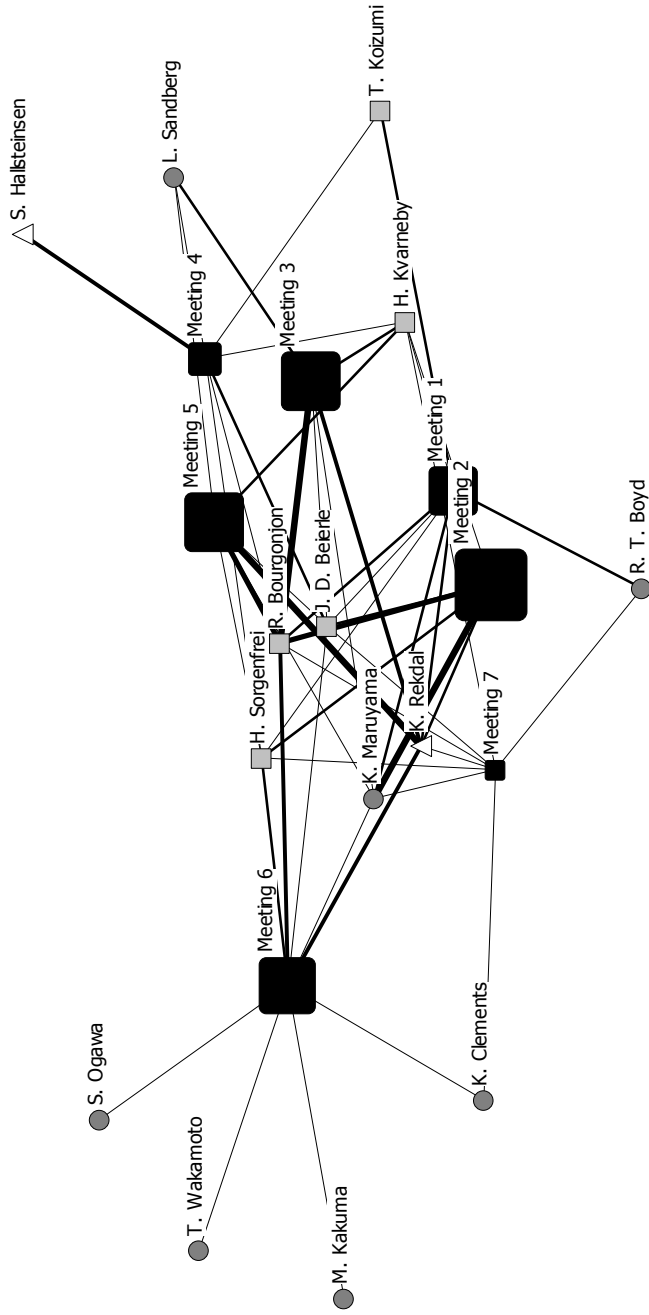 S. Hallsteinsen
L. Sandberg
T. Koizumi
Meeting 4
Meeting 3
H. Kvarneby
Meeting 5
Meeting 1
Meeting 2
R. Bourgonjon
J. D. Beierle
R. T. Boyd
H. Sorgenfrei
K. Maruyama
K. Rekdal
Meeting 7
Meeting 6
S. Ogawa
K. Clements
T. Wakamoto
M. Kakuma